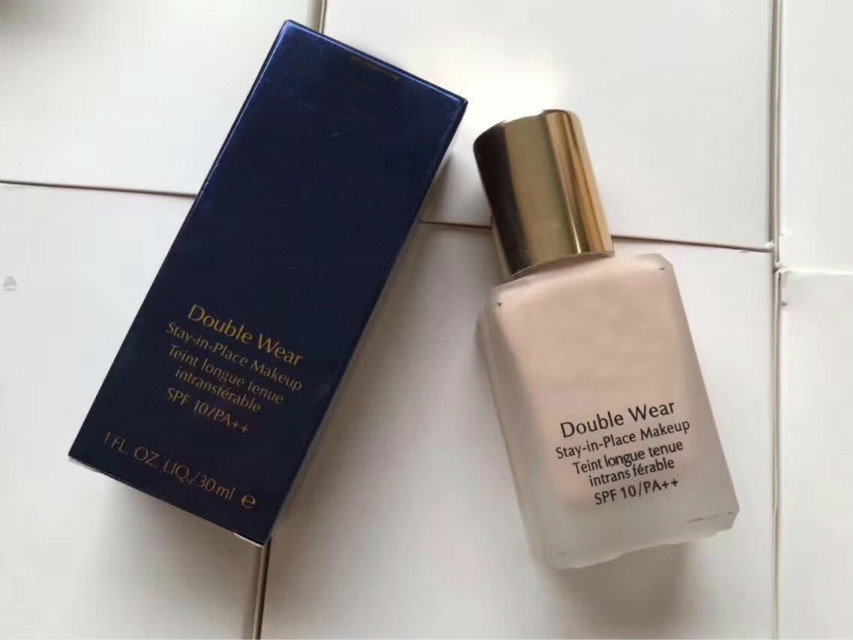 Double Wear
Stay-in-Place Makeup
Teint longue tenue
intransférable
SPF 10/PA++
1 FL. OZ. LIQ./30 ml ℮
Double Wear
Stay-in-Place Makeup
Teint longue tenue
intrans férable
SPF 10/PA++